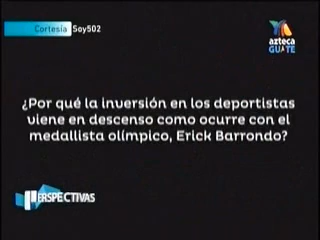 Cortesía Soy502
azteca
GUATE
¿Por qué la inversión en los deportistas
viene en descenso como ocurre con el
medallista olímpico, Erick Barrondo?
PERSPECTIVAS